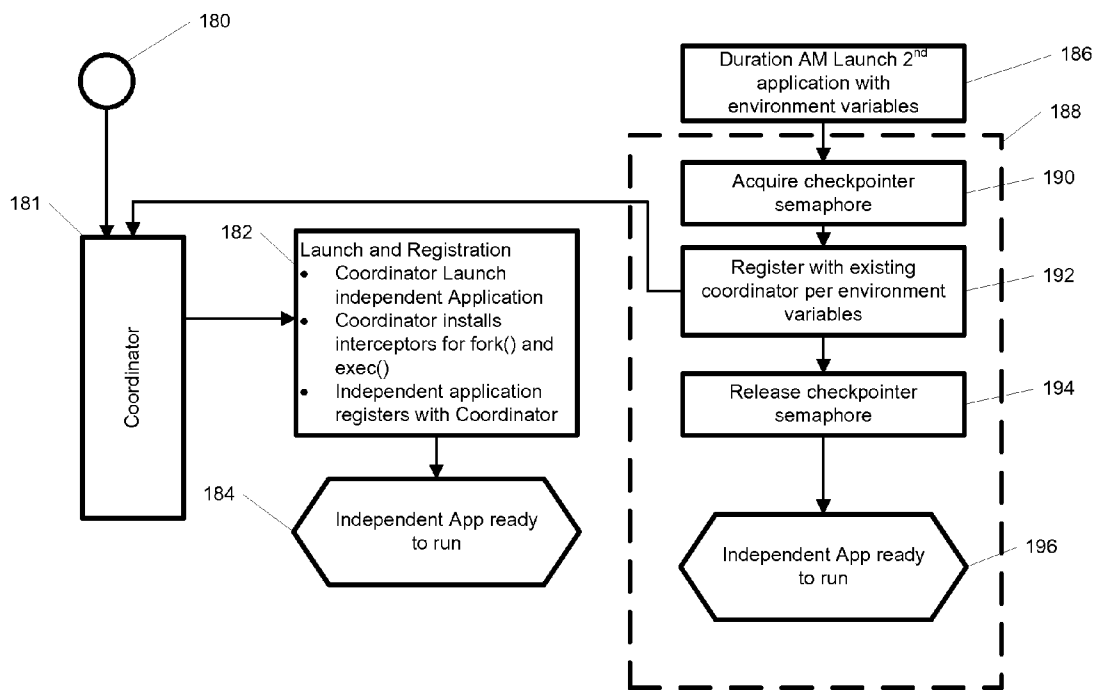 180
181
Coordinator
182
Launch and Registration
• Coordinator Launch
independent Application
• Coordinator installs
interceptors for fork() and
exec()
• Independent application
registers with Coordinator
184
Independent App ready
to run
Duration AM Launch 2nd
application with
environment variables
186
188
Acquire checkpointer
semaphore
190
Register with existing
coordinator per environment
variables
192
Release checkpointer
semaphore
194
Independent App ready
to run
196